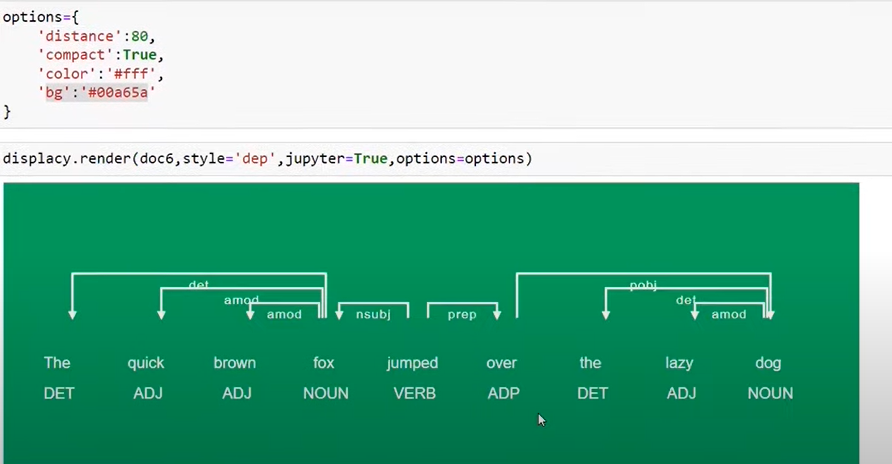 options={
'distance':80,
'compact':True,
'color':'#fff',
'bg':'#00a65a'
}
displacy.render(doc6,style='dep',jupyter=True,options=options)
det
pobj
amod
det
amod
nsubj
prep
amod
The quick brown fox jumped over the lazy dog
DET ADJ ADJ NOUN VERB ADP DET ADJ NOUN